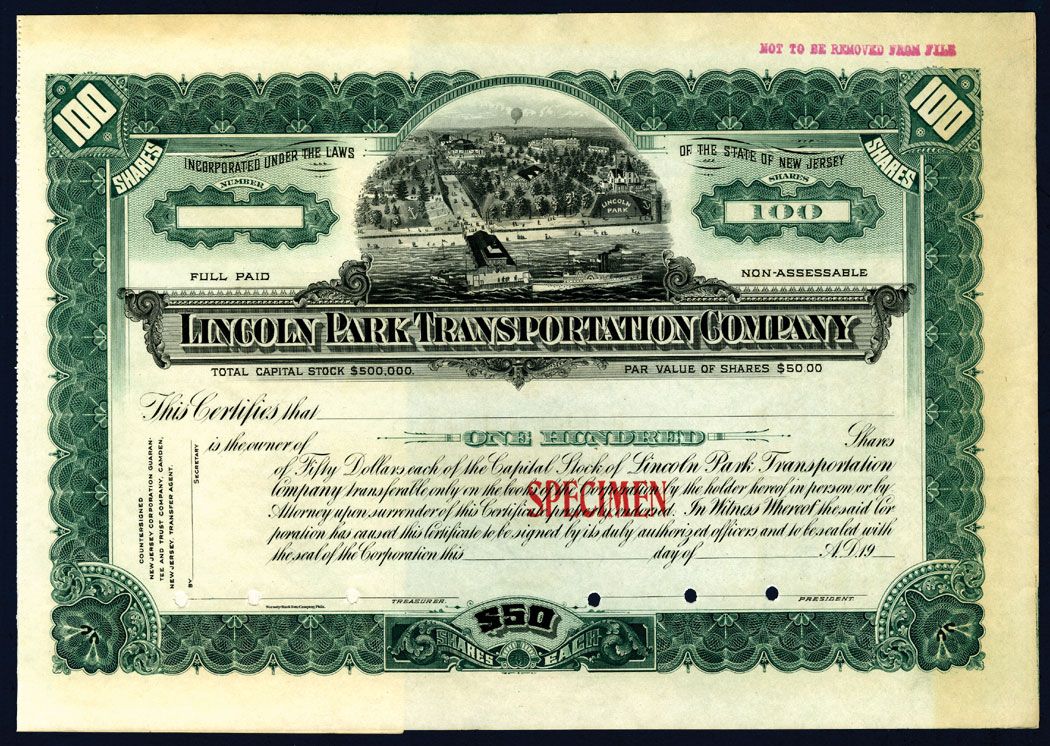 NOT TO BE REMOVED FROM FILE
100 SHARES
100 SHARES
INCORPORATED UNDER THE LAWS
OF THE STATE OF NEW JERSEY
NUMBER
SHARES
100
LINCOLN PARK
FULL PAID
NON-ASSESSABLE
LINCOLN PARK TRANSPORTATION COMPANY
TOTAL CAPITAL STOCK $500,000.
PAR VALUE OF SHARES $50.00
This Certifies that
is the owner of ONE HUNDRED Shares
of Fifty Dollars each of the Capital Stock of Lincoln Park Transportation
Company transferable only on the books of the Corporation by the holder hereof in person or by
Attorney upon surrender of this Certificate properly endorsed. In Witness Whereof the said Cor
poration has caused this Certificate to be signed by its duly authorized officers and to be sealed with
the seal of the Corporation this day of A.D. 19
SPECIMEN
COUNTERSIGNED
NEW JERSEY CORPORATION GUARAN-
TEE AND TRUST COMPANY, CAMDEN,
NEW JERSEY, TRANSFER AGENT.
BY SECRETARY
TREASURER.
PRESIDENT.
$50
SHARES EACH